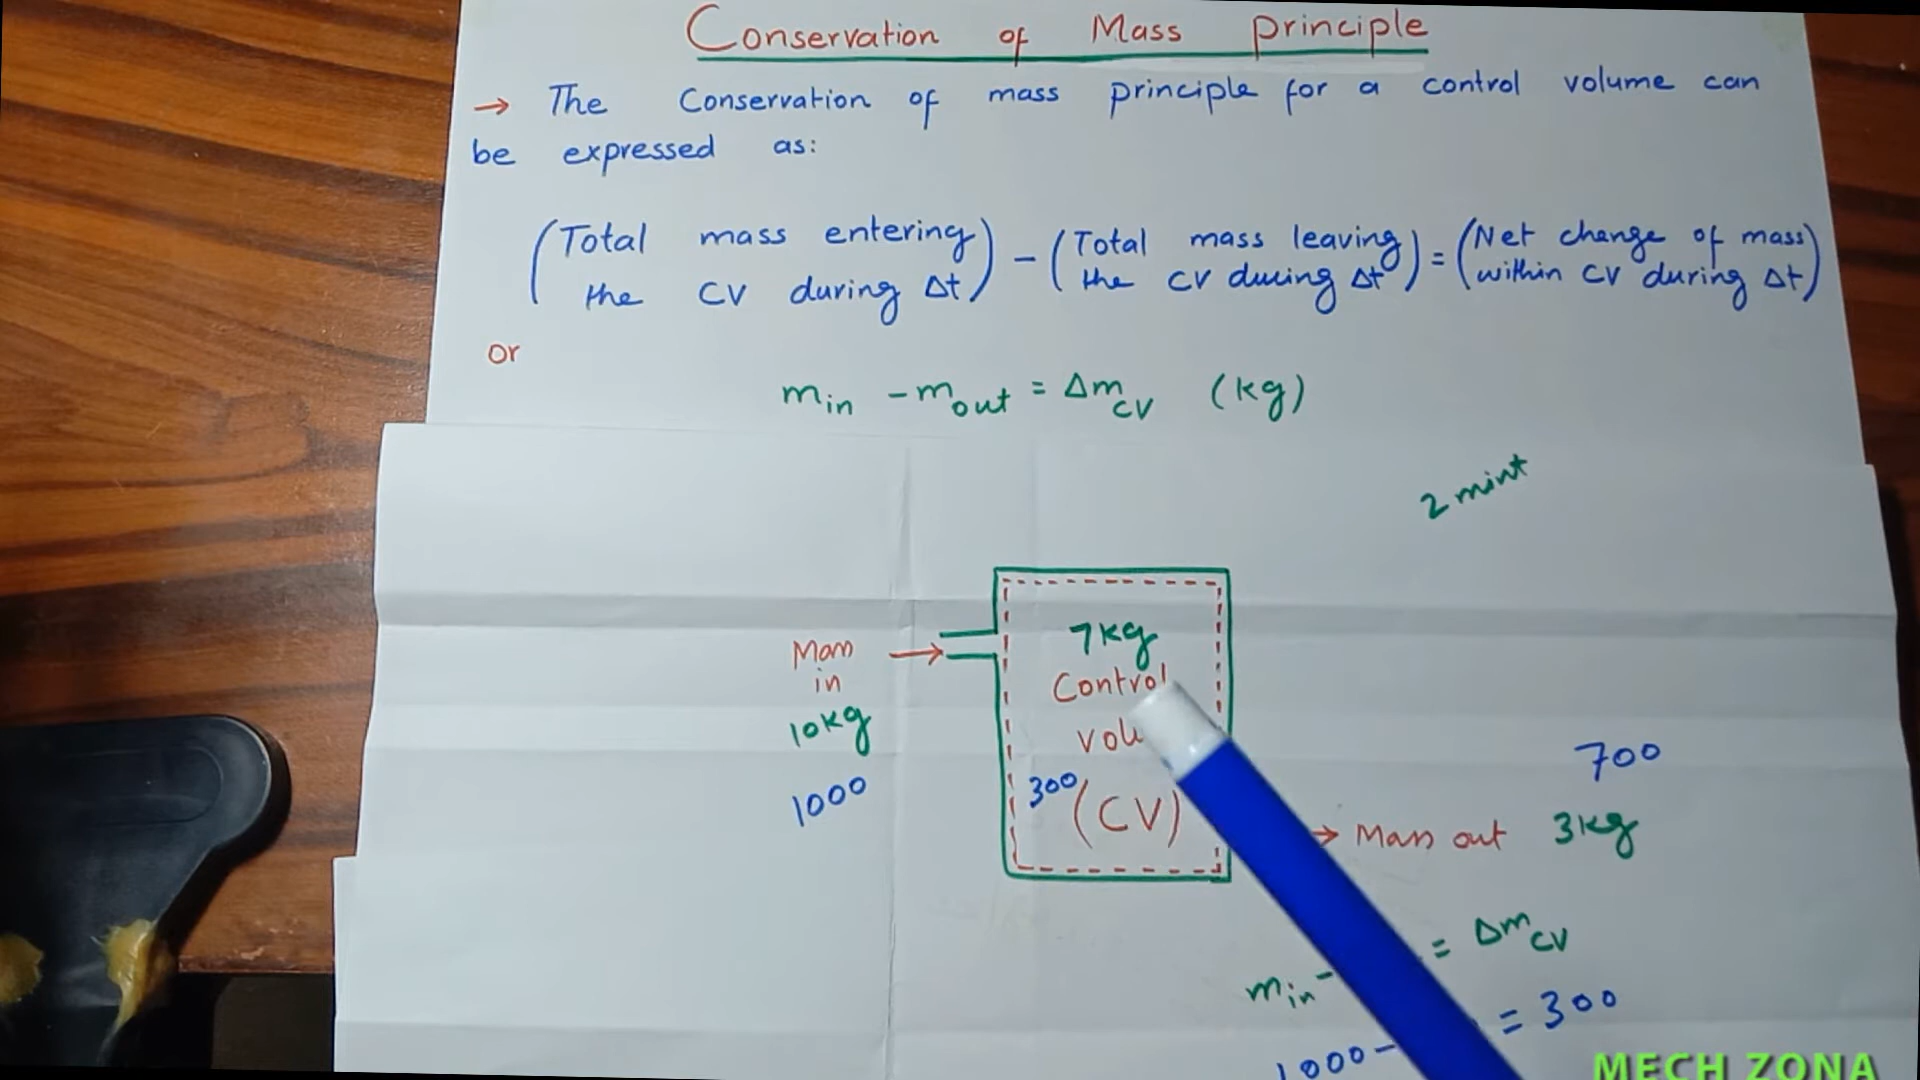 Conservation of Mass principle
→ The Conservation of mass principle for a control volume can
be expressed as:
(Total mass entering the CV during Δt) - (Total mass leaving the CV during Δt) = (Net change of mass within CV during Δt)
or
m_in - m_out = Δm_CV (kg)
2 mint
7kg
Mass
in
10kg
1000
Control
300 (CV)
700
Mass out 3kg
m_in - = Δm_CV
1000 - = 300
MECH ZONA